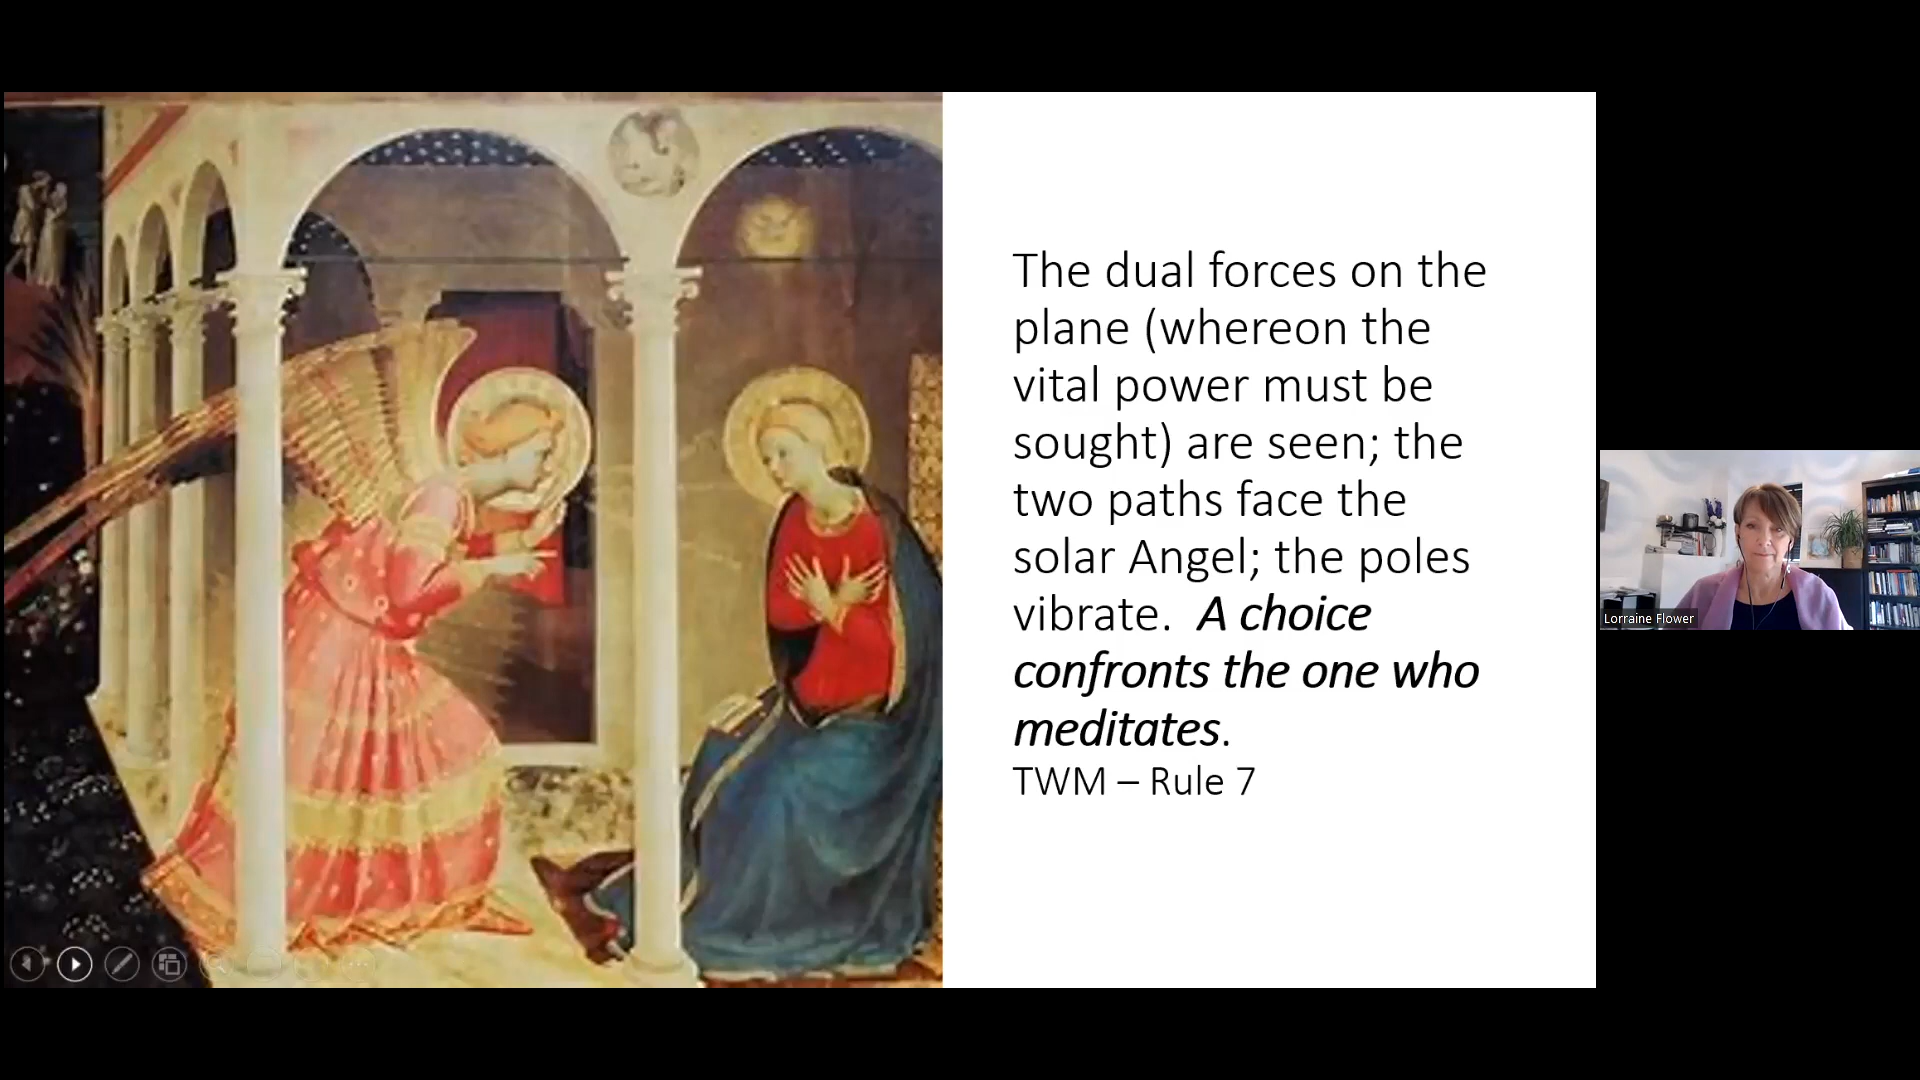 The dual forces on the
plane (whereon the
vital power must be
sought) are seen; the
two paths face the
solar Angel; the poles
vibrate.  A choice
confronts the one who
meditates.
TWM – Rule 7
Lorraine Flower